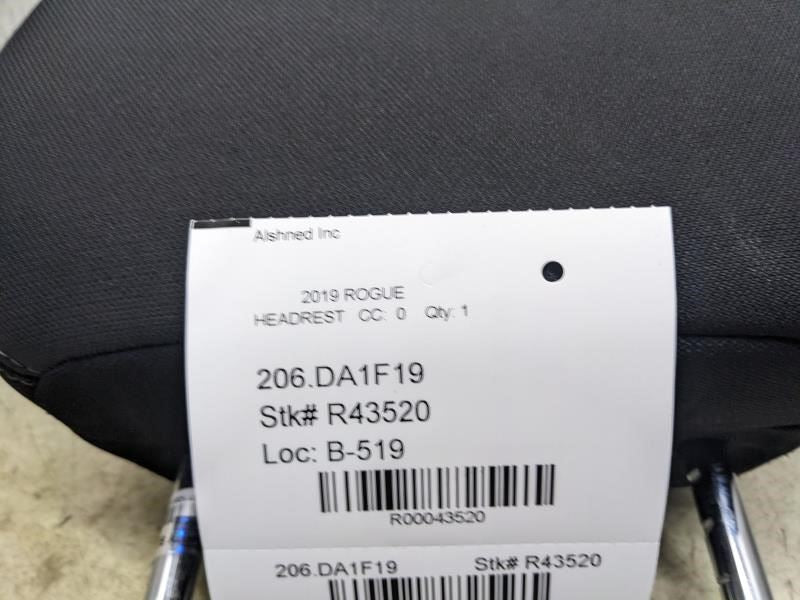 Alshned Inc
2019 ROGUE
HEADREST CC: 0 Qty: 1
206.DA1F19
Stk# R43520
Loc: B-519
R00043520
206.DA1F19 Stk# R43520